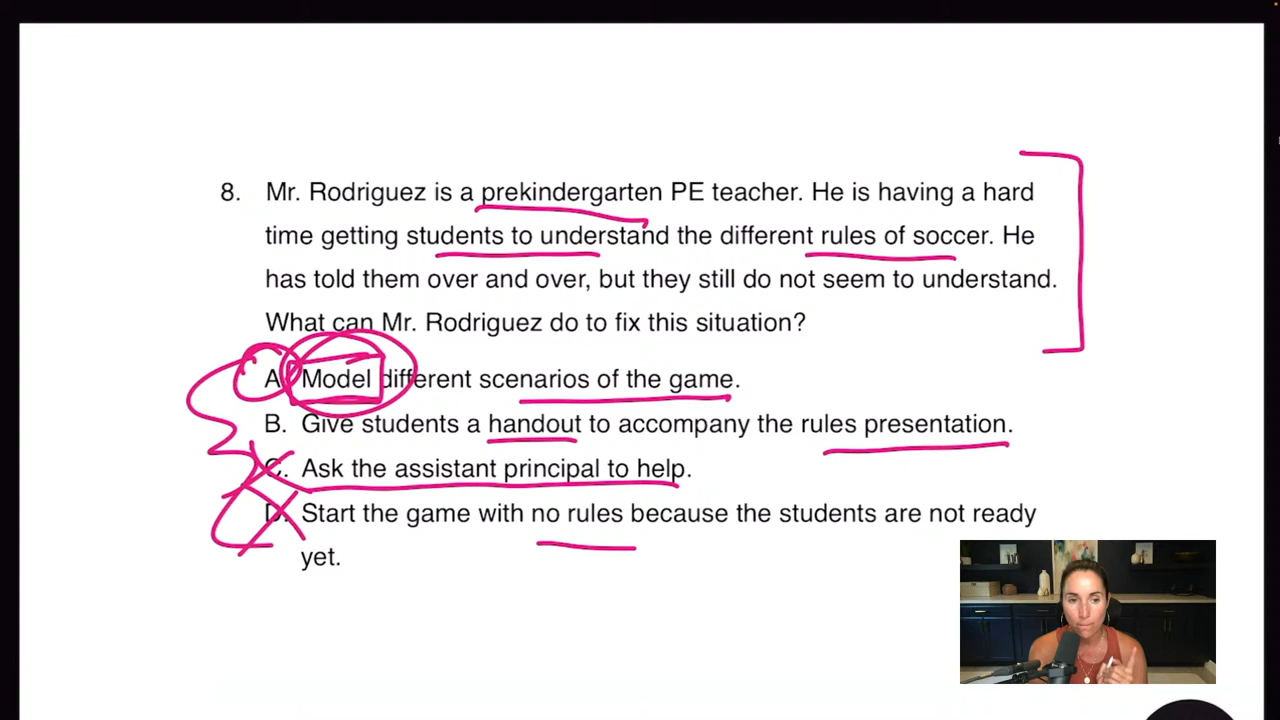 8. Mr. Rodriguez is a prekindergarten PE teacher. He is having a hard
time getting students to understand the different rules of soccer. He
has told them over and over, but they still do not seem to understand.
What can Mr. Rodriguez do to fix this situation?
A. Model different scenarios of the game.
B. Give students a handout to accompany the rules presentation.
C. Ask the assistant principal to help.
D. Start the game with no rules because the students are not ready
yet.